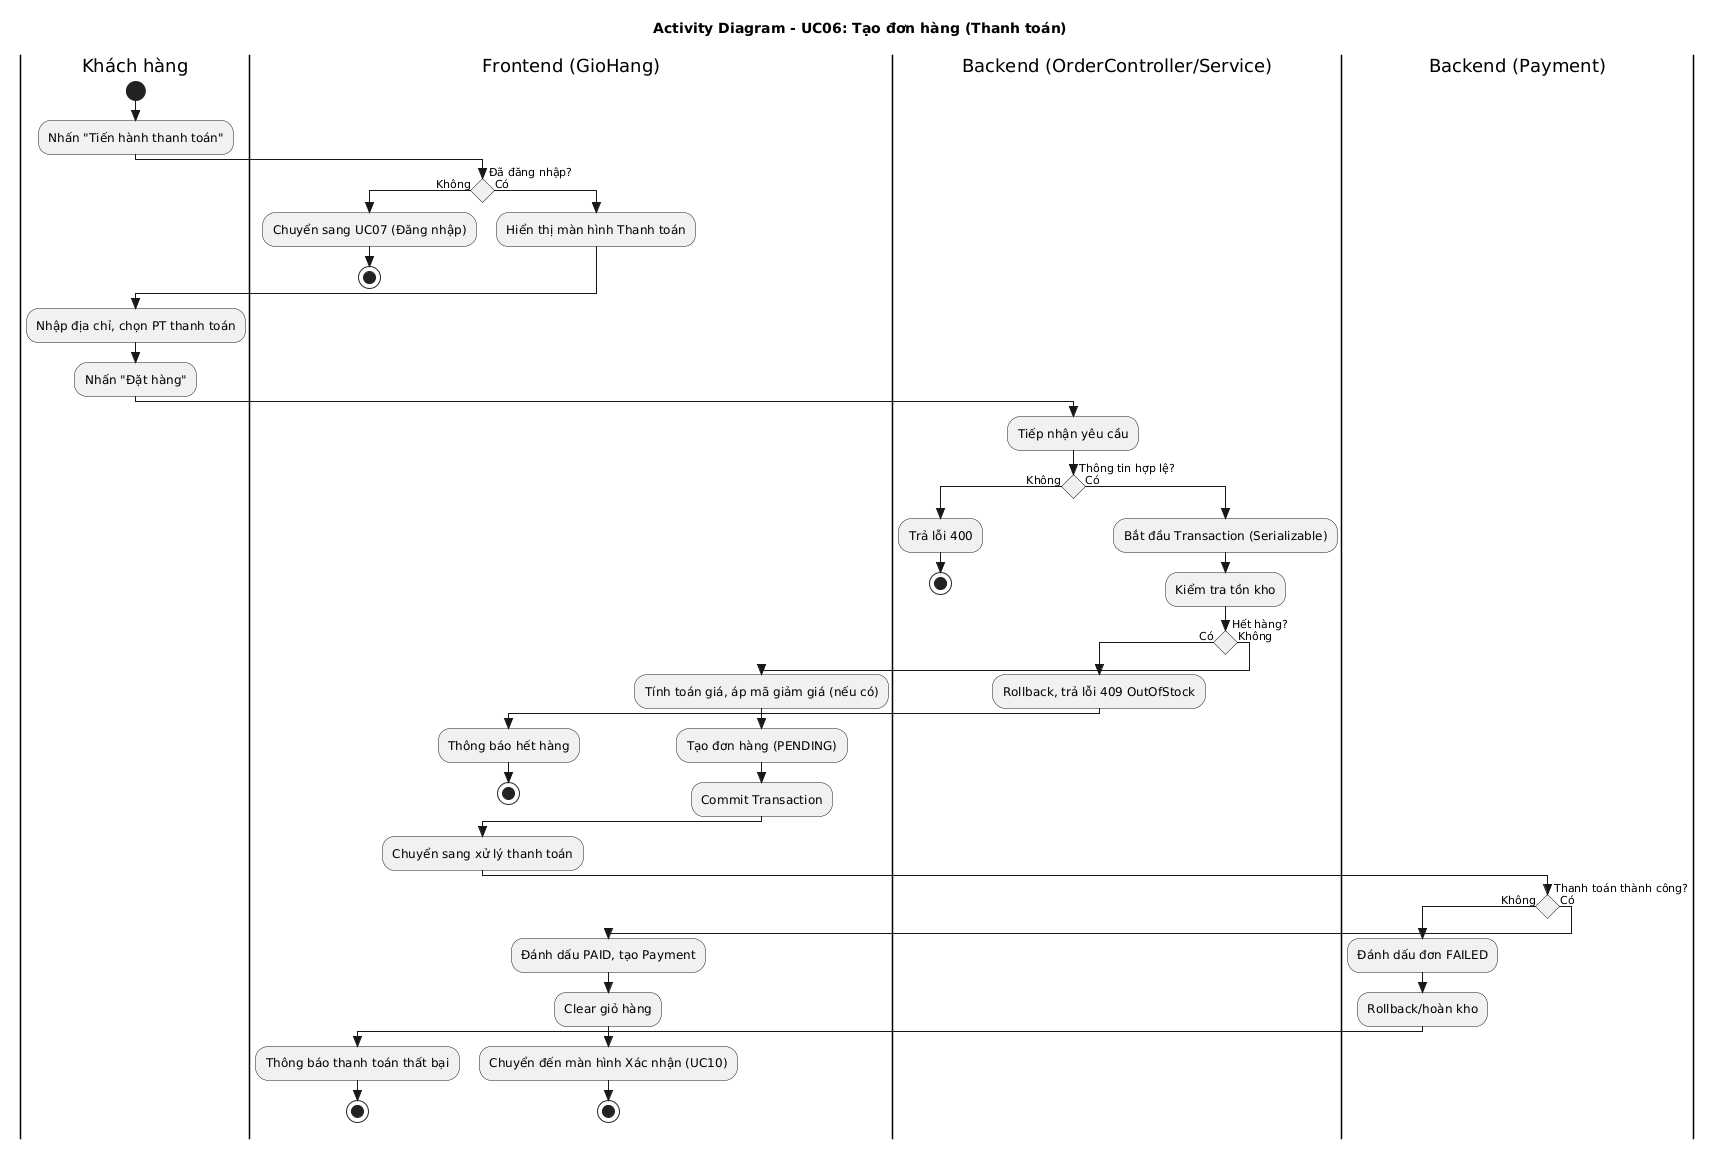 Activity Diagram - UC06: Tạo đơn hàng (Thanh toán)
Khách hàng
Frontend (GioHang)
Backend (OrderController/Service)
Backend (Payment)
Nhấn "Tiến hành thanh toán"
Đã đăng nhập?
Không
Có
Chuyển sang UC07 (Đăng nhập)
Hiển thị màn hình Thanh toán
Nhập địa chỉ, chọn PT thanh toán
Nhấn "Đặt hàng"
Tiếp nhận yêu cầu
Thông tin hợp lệ?
Không
Có
Trả lỗi 400
Bắt đầu Transaction (Serializable)
Kiểm tra tồn kho
Hết hàng?
Có
Không
Tính toán giá, áp mã giảm giá (nếu có)
Rollback, trả lỗi 409 OutOfStock
Thông báo hết hàng
Tạo đơn hàng (PENDING)
Commit Transaction
Chuyển sang xử lý thanh toán
Thanh toán thành công?
Không
Có
Đánh dấu PAID, tạo Payment
Đánh dấu đơn FAILED
Clear giỏ hàng
Rollback/hoàn kho
Thông báo thanh toán thất bại
Chuyển đến màn hình Xác nhận (UC10)